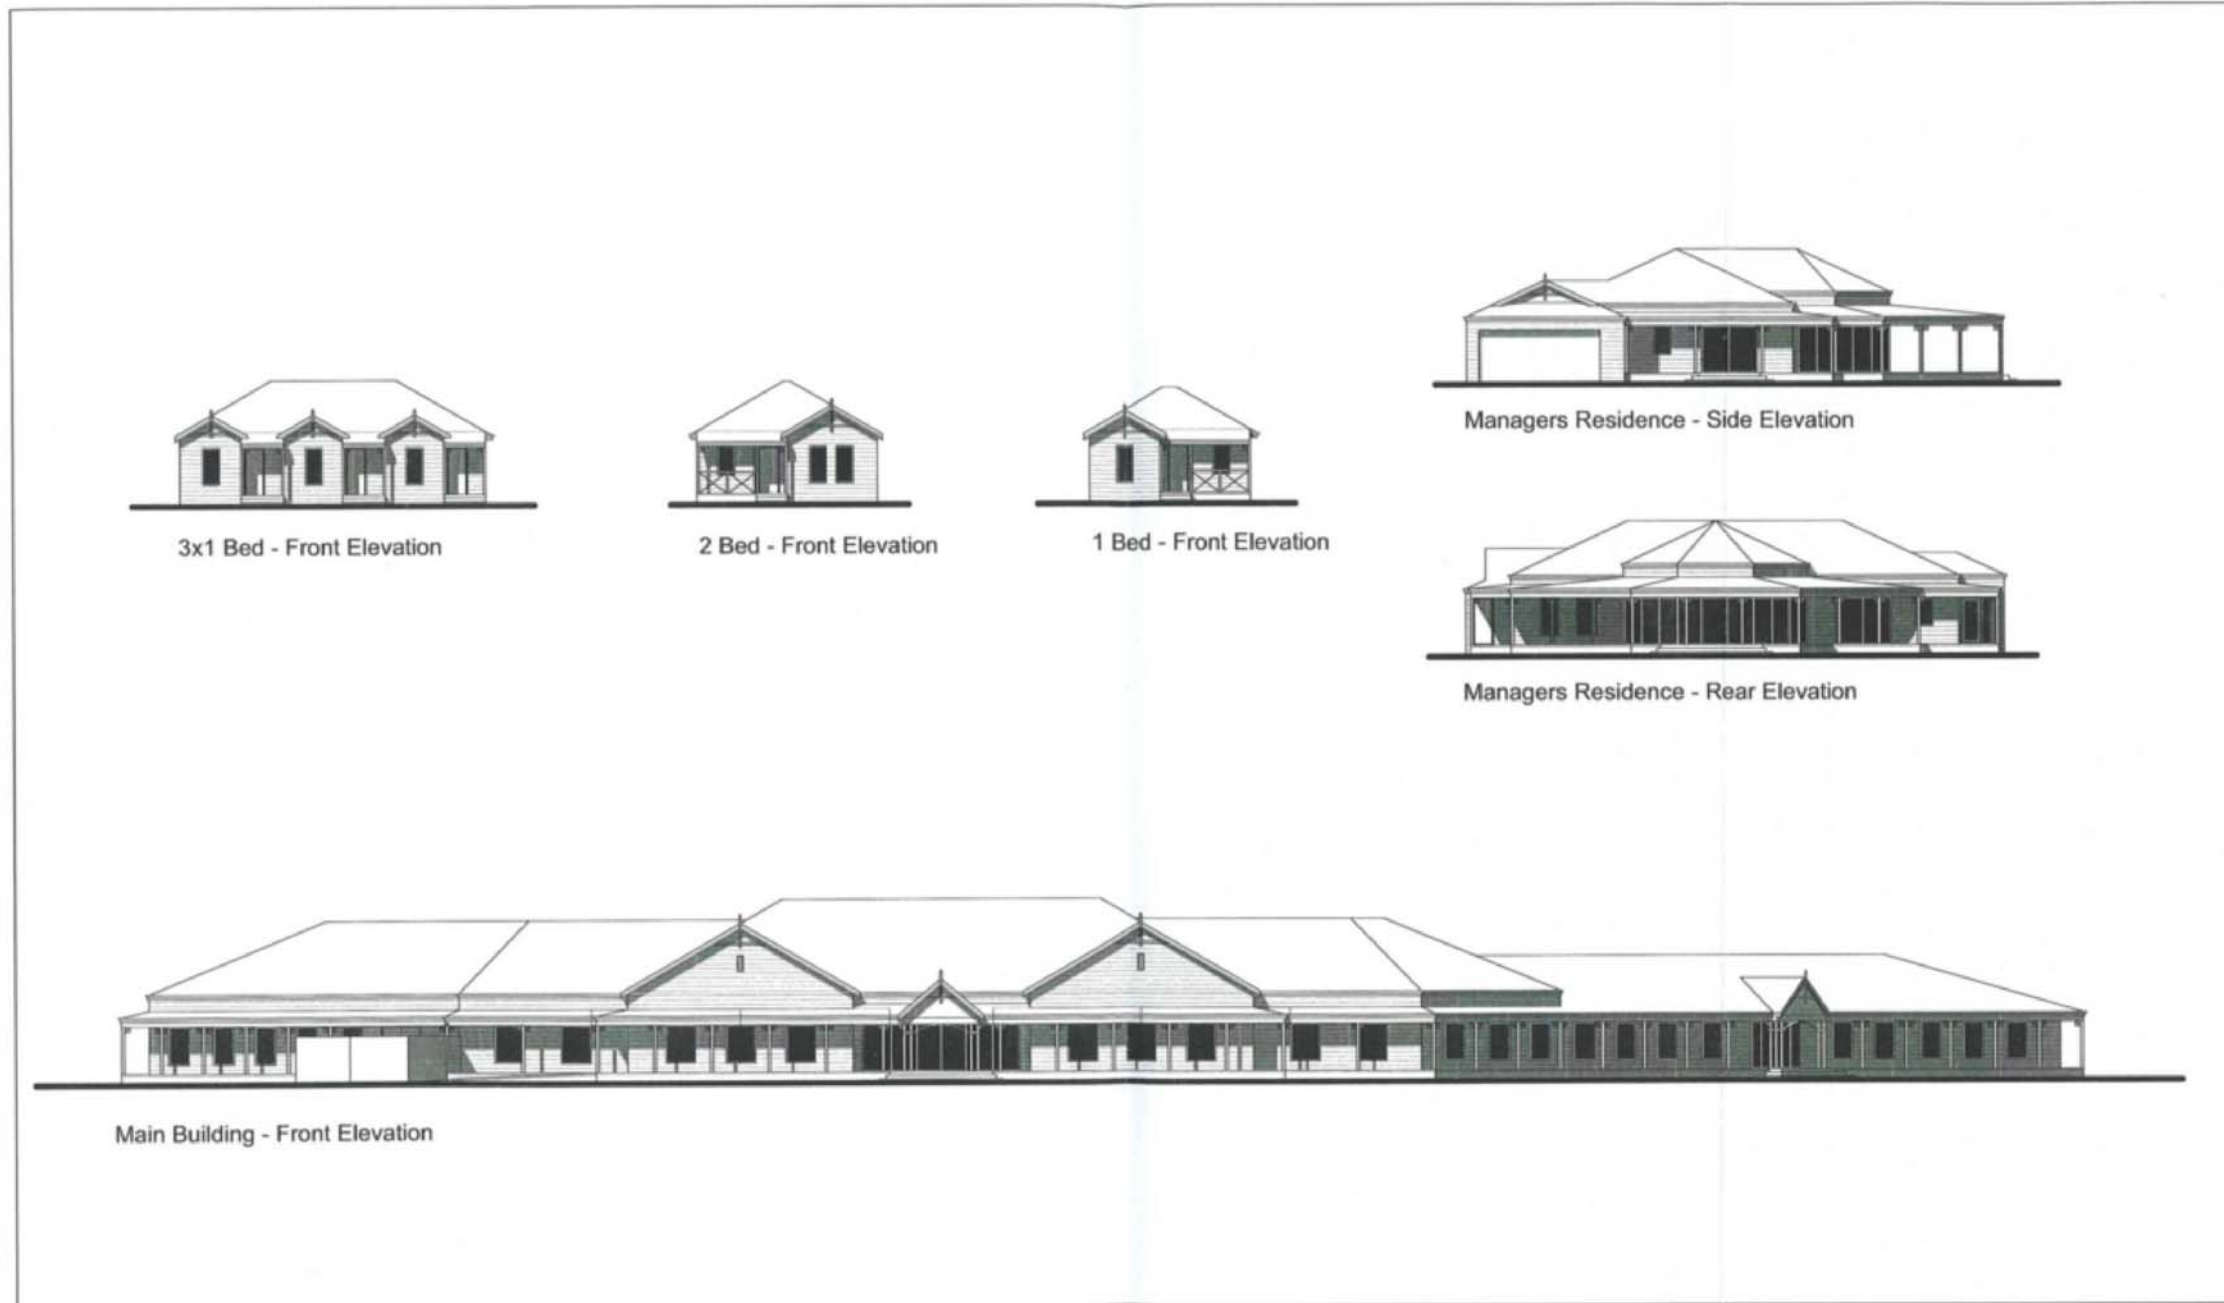 Managers Residence - Side Elevation
3x1 Bed - Front Elevation
2 Bed - Front Elevation
1 Bed - Front Elevation
Managers Residence - Rear Elevation
Main Building - Front Elevation